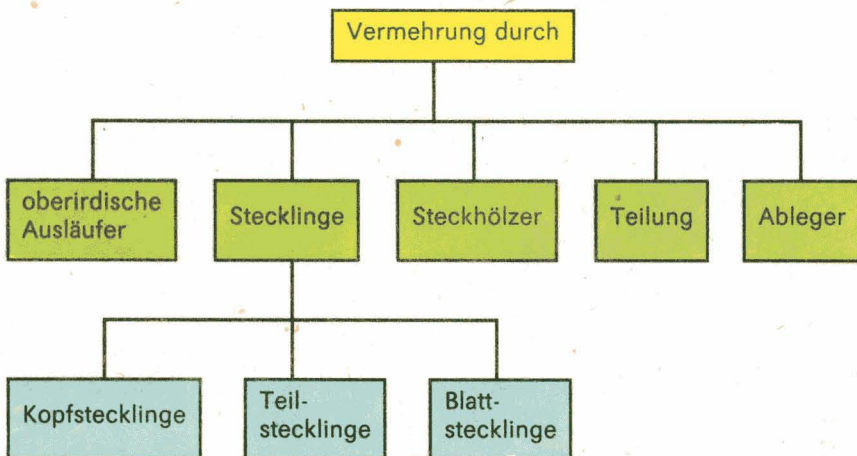 Vermehrung durch
oberirdische
Ausläufer
Stecklinge
Steckhölzer
Teilung
Ableger
Kopfstecklinge
Teil-
stecklinge
Blatt-
stecklinge